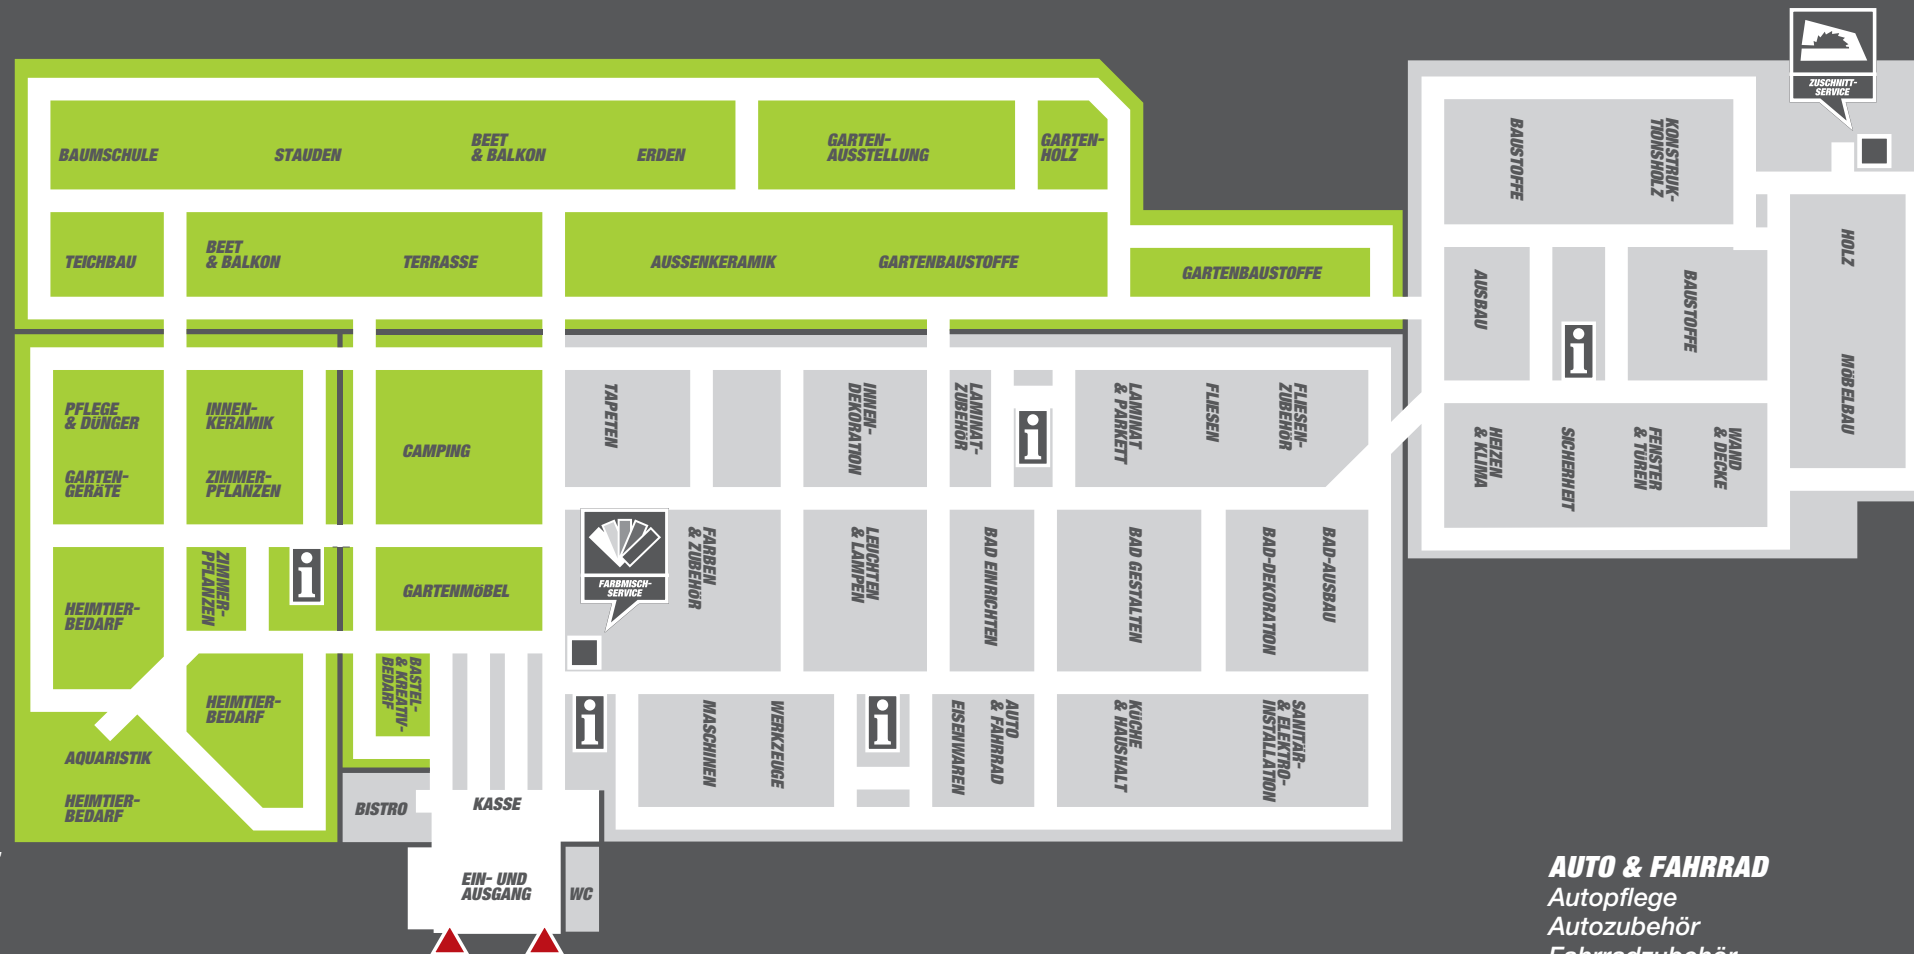 ZUSCHNITT-
SERVICE
BAUMSCHULE
STAUDEN
BEET
& BALKON
ERDEN
GARTEN-
AUSSTELLUNG
GARTEN-
HOLZ
TEICHBAU
BEET
& BALKON
TERRASSE
AUSSENKERAMIK
GARTENBAUSTOFFE
GARTENBAUSTOFFE
BAUSTOFFE
KONSTRUK-
TIONSHOLZ
HOLZ
AUSBAU
i
BAUSTOFFE
MÖBELBAU
PFLEGE
& DÜNGER
INNEN-
KERAMIK
GARTEN-
GERÄTE
ZIMMER-
PFLANZEN
CAMPING
TAPETEN
INNEN-
DEKORATION
LAMINAT-
ZUBEHÖR
i
LAMINAT
& PARKETT
FLIESEN
FLIESEN-
ZUBEHÖR
HEIZEN
& KLIMA
SICHERHEIT
FENSTER
& TÜREN
WAND
& DECKE
HEIMTIER-
BEDARF
ZIMMER-
PFLANZEN
i
GARTENMÖBEL
FARBMISCH-
SERVICE
FARBEN
& ZUBEHÖR
LEUCHTEN
& LAMPEN
BAD EINRICHTEN
BAD GESTALTEN
BAD-DEKORATION
BAD-AUSBAU
HEIMTIER-
BEDARF
BASTEL-
& KREATIV-
BEDARF
i
MASCHINEN
WERKZEUGE
i
EISENWAREN
AUTO
& FAHRRAD
KÜCHE
& HAUSHALT
SANITÄR-
& ELEKTRO-
INSTALLATION
AQUARISTIK
HEIMTIER-
BEDARF
BISTRO
KASSE
EIN- UND
AUSGANG
WC
AUTO & FAHRRAD
Autopflege
Autozubehör
Fahrradzubehör